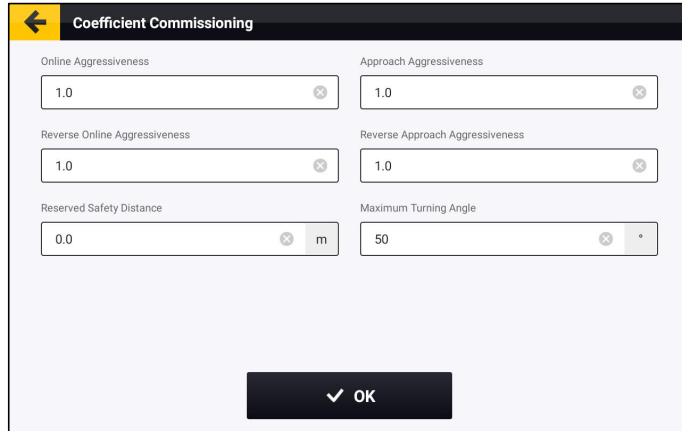 Coefficient Commissioning
Online Aggressiveness
Approach Aggressiveness
1.0
1.0
Reverse Online Aggressiveness
Reverse Approach Aggressiveness
1.0
1.0
Reserved Safety Distance
Maximum Turning Angle
0.0 m
50 °
OK